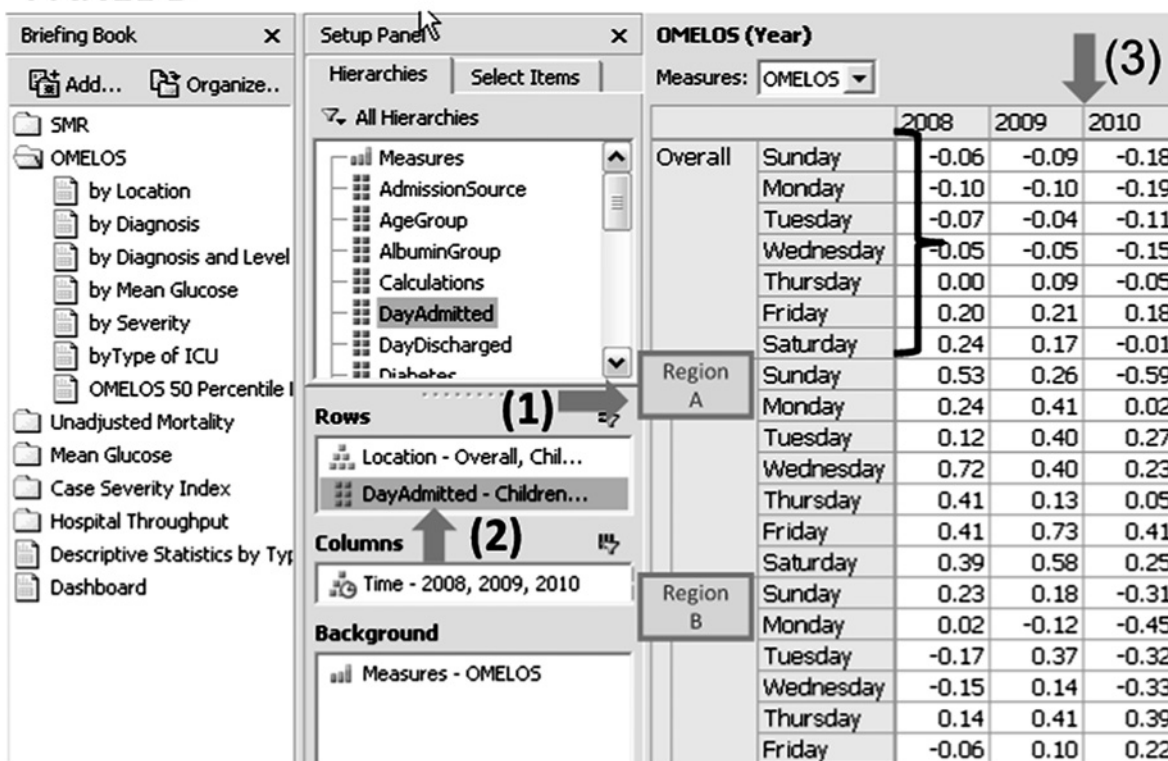 Briefing Book
Add... Organize..
SMR
OMELOS
by Location
by Diagnosis
by Diagnosis and Level
by Mean Glucose
by Severity
byType of ICU
OMELOS 50 Percentile
Unadjusted Mortality
Mean Glucose
Case Severity Index
Hospital Throughput
Descriptive Statistics by Typ
Dashboard
Setup Panel
Hierarchies Select Items
All Hierarchies
Measures
AdmissionSource
AgeGroup
AlbuminGroup
Calculations
DayAdmitted
DayDischarged
Diabetes
(1)
Rows
Location - Overall, Chil...
DayAdmitted - Children...
(2)
Columns
Time - 2008, 2009, 2010
Background
Measures - OMELOS
OMELOS (Year)
(3)
Measures: OMELOS
2008 2009 2010
Overall Sunday -0.06 -0.09 -0.18
Monday -0.10 -0.10 -0.19
Tuesday -0.07 -0.04 -0.11
Wednesday -0.05 -0.05 -0.15
Thursday 0.00 0.09 -0.05
Friday 0.20 0.21 0.18
Saturday 0.24 0.17 -0.01
Region A
Sunday 0.53 0.26 -0.59
Monday 0.24 0.41 0.02
Tuesday 0.12 0.40 0.27
Wednesday 0.72 0.40 0.23
Thursday 0.41 0.13 0.05
Friday 0.41 0.73 0.41
Saturday 0.39 0.58 0.25
Region B
Sunday 0.23 0.18 -0.31
Monday 0.02 -0.12 -0.45
Tuesday -0.17 0.37 -0.32
Wednesday -0.15 0.14 -0.33
Thursday 0.14 0.41 0.39
Friday -0.06 0.10 0.22